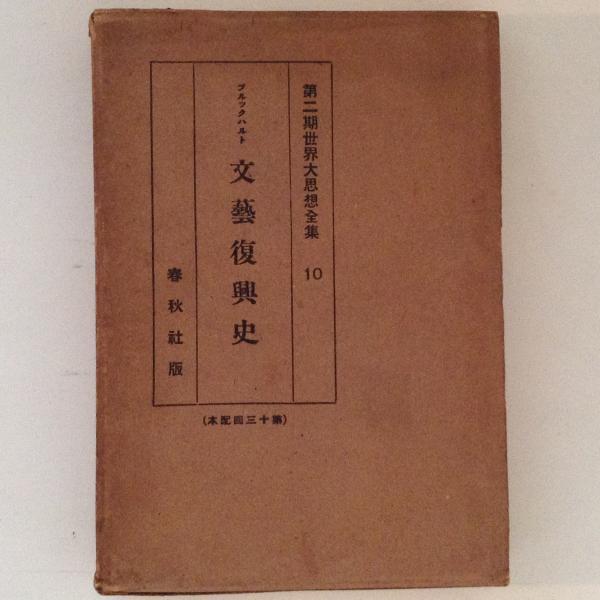 第二期世界大思想全集 10
ブルックハルト 文藝復興史
春秋社版
(本配回三十第)